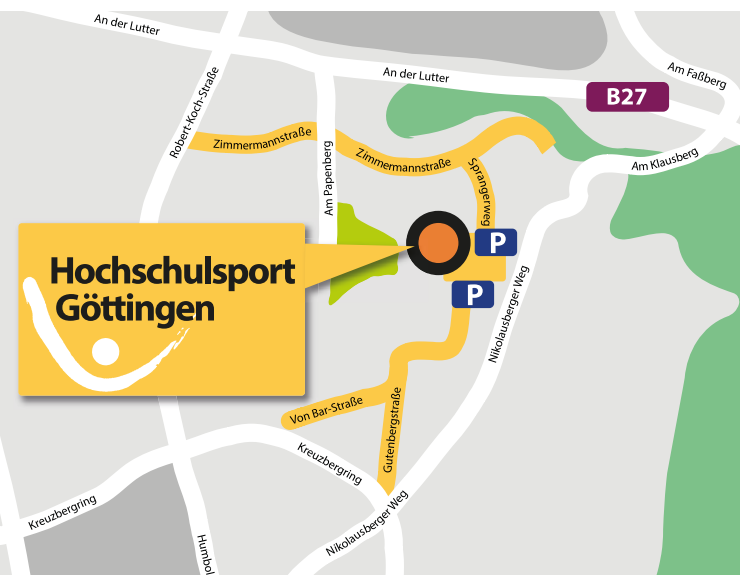 An der Lutter
An der Lutter
Am Faßberg
B27
Robert-Koch-Straße
Zimmermannstraße
Zimmermannstraße
Am Papenberg
Sprangerweg
Am Klausberg
P
P
Hochschulsport
Göttingen
Nikolausberger Weg
Von Bar-Straße
Gutenbergstraße
Kreuzbergring
Kreuzbergring
Nikolausberger Weg
Humbol